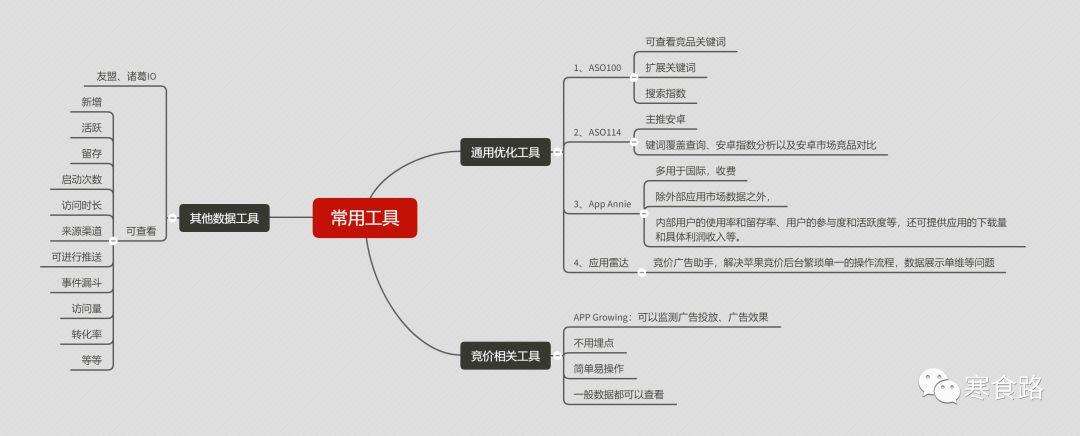 常用工具
通用优化工具
1、ASO100
可查看竞品关键词
扩展关键词
搜索指数
2、ASO114
主推安卓
键词覆盖查询、安卓指数分析以及安卓市场竞品对比
3、App Annie
多用于国际，收费
除外部应用市场数据之外，
内部用户的使用率和留存率、用户的参与度和活跃度等，还可提供应用的下载量
和具体利润收入等。
4、应用雷达
竞价广告助手，解决苹果竞价后台繁琐单一的操作流程，数据展示单维等问题
竞价相关工具
APP Growing：可以监测广告投放、广告效果
不用埋点
简单易操作
一般数据都可以查看
其他数据工具
友盟、诸葛IO
可查看
新增
活跃
留存
启动次数
访问时长
来源渠道
可进行推送
事件漏斗
访问量
转化率
等等
寒食路